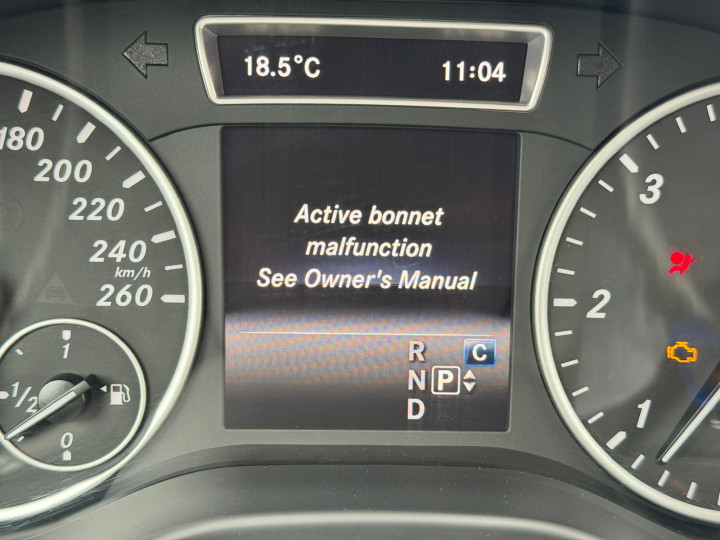 18.5°C 11:04
180
200
220
240
km/h
260
Active bonnet
malfunction
See Owner's Manual
R C
N P
D
1
1/2
0
3
2
1